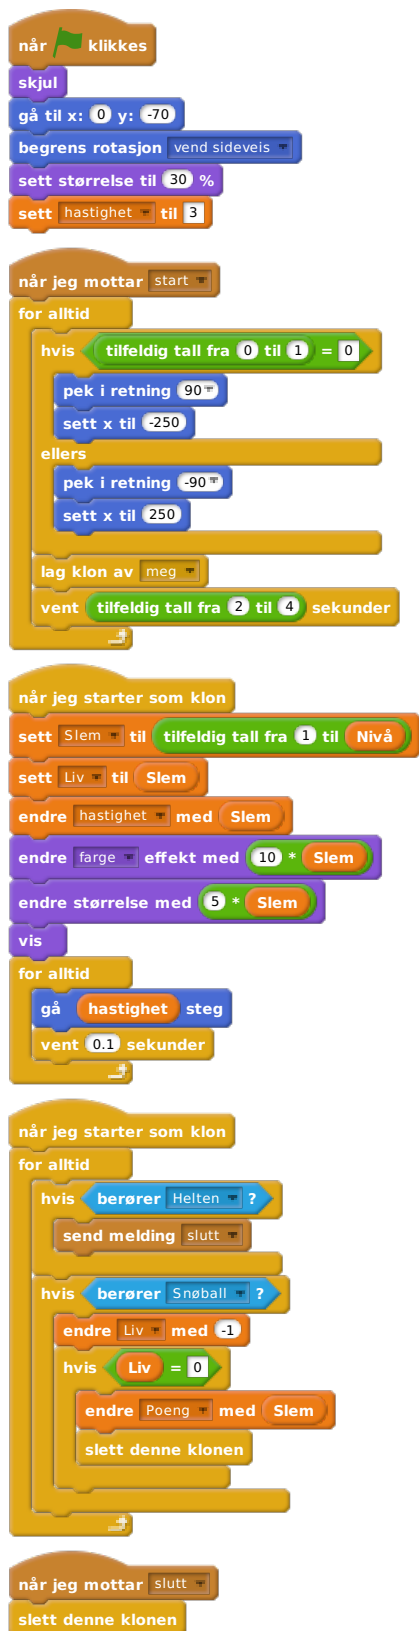 når klikkes
skjul
gå til x: 0 y: -70
begrens rotasjon vend sideveis
sett størrelse til 30 %
sett hastighet til 3
når jeg mottar start
for alltid
hvis tilfeldig tall fra 0 til 1 = 0
pek i retning 90
sett x til -250
ellers
pek i retning -90
sett x til 250
lag klon av meg
vent tilfeldig tall fra 2 til 4 sekunder
når jeg starter som klon
sett Slem til tilfeldig tall fra 1 til Nivå
sett Liv til Slem
endre hastighet med Slem
endre farge effekt med 10 * Slem
endre størrelse med 5 * Slem
vis
for alltid
gå hastighet steg
vent 0.1 sekunder
når jeg starter som klon
for alltid
hvis berører Helten ?
send melding slutt
hvis berører Snøball ?
endre Liv med -1
hvis Liv = 0
endre Poeng med Slem
slett denne klonen
når jeg mottar slutt
slett denne klonen